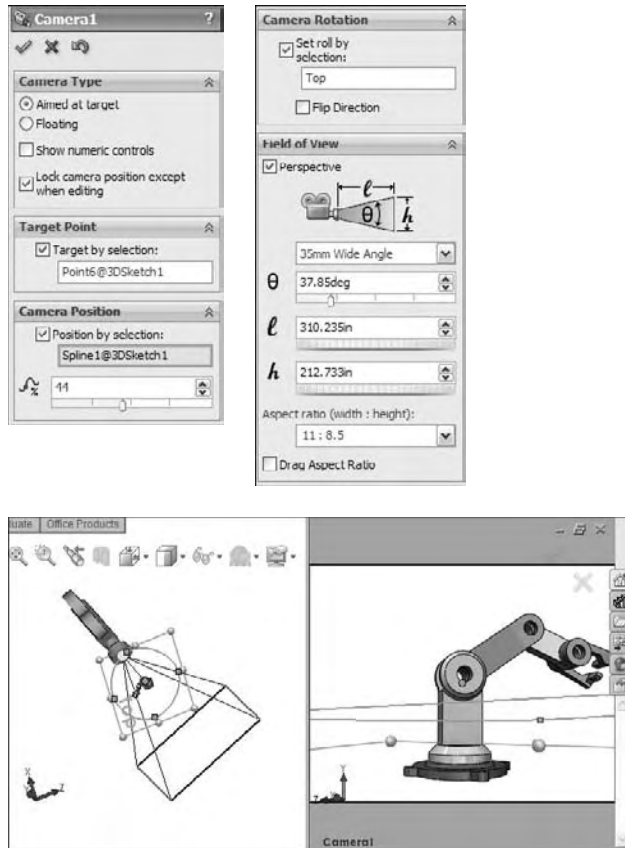 Camera1 ?
Camera Type
Aimed at target
Floating
Show numeric controls
Lock camera position except
when editing
Target Point
Target by selection:
Point6@3DSketch1
Camera Position
Position by selection:
Spline1@3DSketch1
% 44
Camera Rotation
Set roll by
selection:
Top
Flip Direction
Field of View
Perspective
ℓ
θ h
35mm Wide Angle
θ 37.85deg
ℓ 310.235in
h 212.733in
Aspect ratio (width : height):
11 : 8.5
Drag Aspect Ratio
uate Office Products
X
Z
Y
Z
Camera1